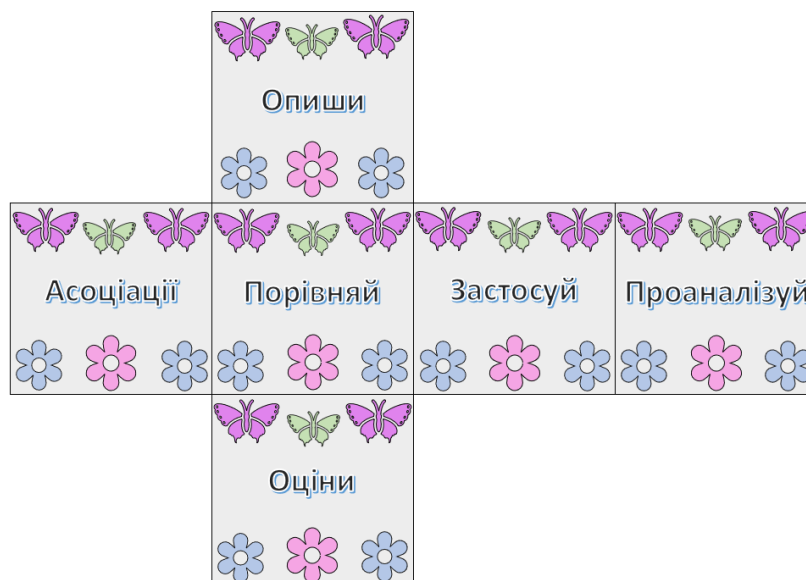 Опиши
Асоціації
Порівняй
Застосуй
Проаналізуй
Оціни